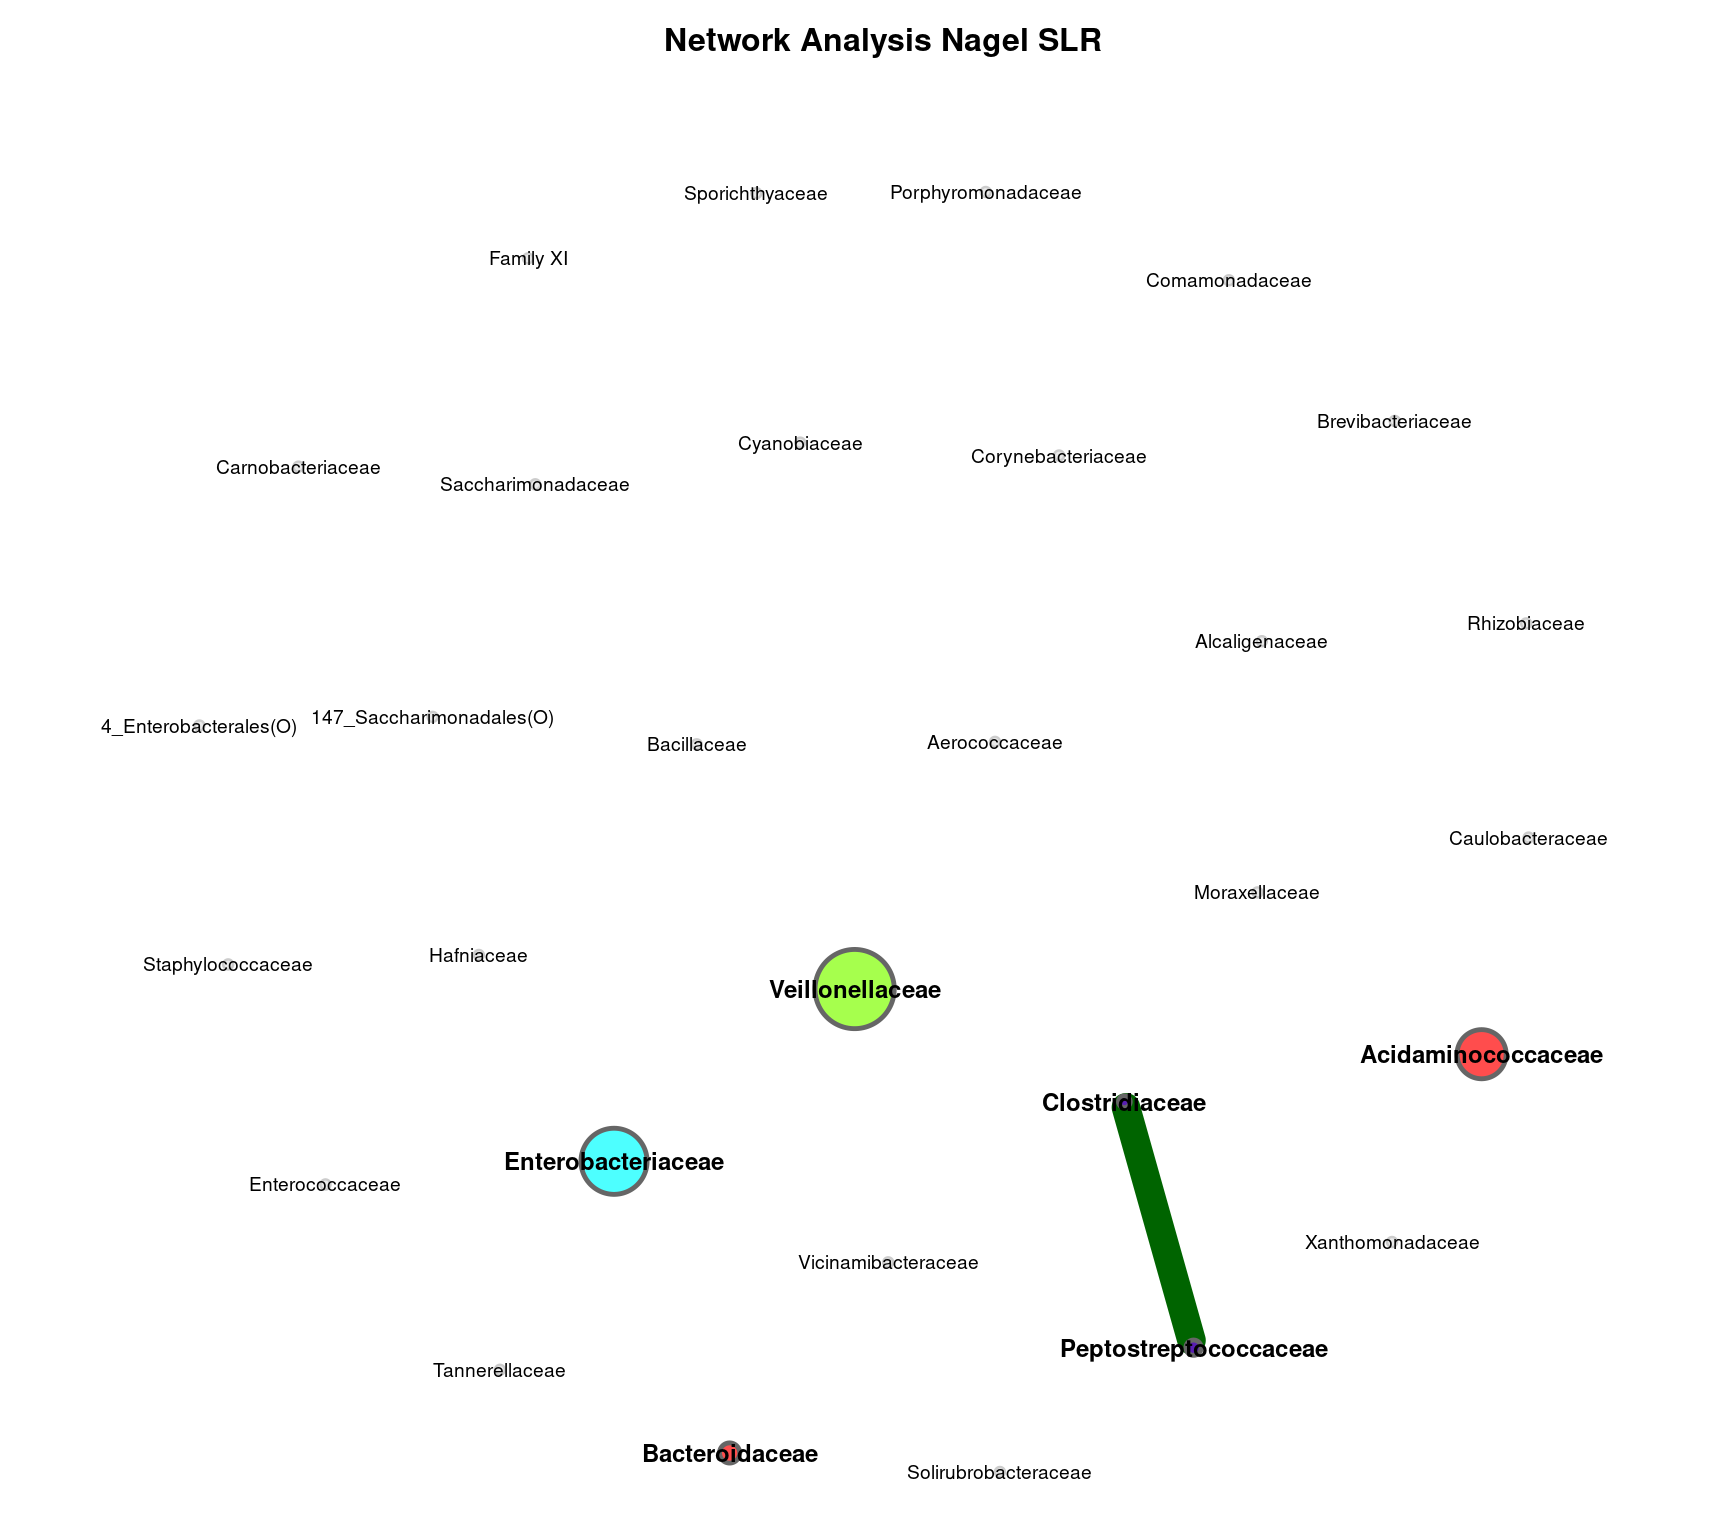 Network Analysis Nagel SLR
Sporichthyaceae
Porphyromonadaceae
Family XI
Comamonadaceae
Brevibacteriaceae
Cyanobiaceae
Corynebacteriaceae
Carnobacteriaceae
Saccharimonadaceae
Rhizobiaceae
Alcaligenaceae
4_Enterobacterales(O)
147_Saccharimonadales(O)
Bacillaceae
Aerococcaceae
Caulobacteraceae
Moraxellaceae
Staphylococcaceae
Hafniaceae
Veillonellaceae
Acidaminococcaceae
Clostridiaceae
Enterobacteriaceae
Enterococcaceae
Xanthomonadaceae
Vicinamibacteraceae
Peptostreptococcaceae
Tannerellaceae
Bacteroidaceae
Solirubrobacteraceae